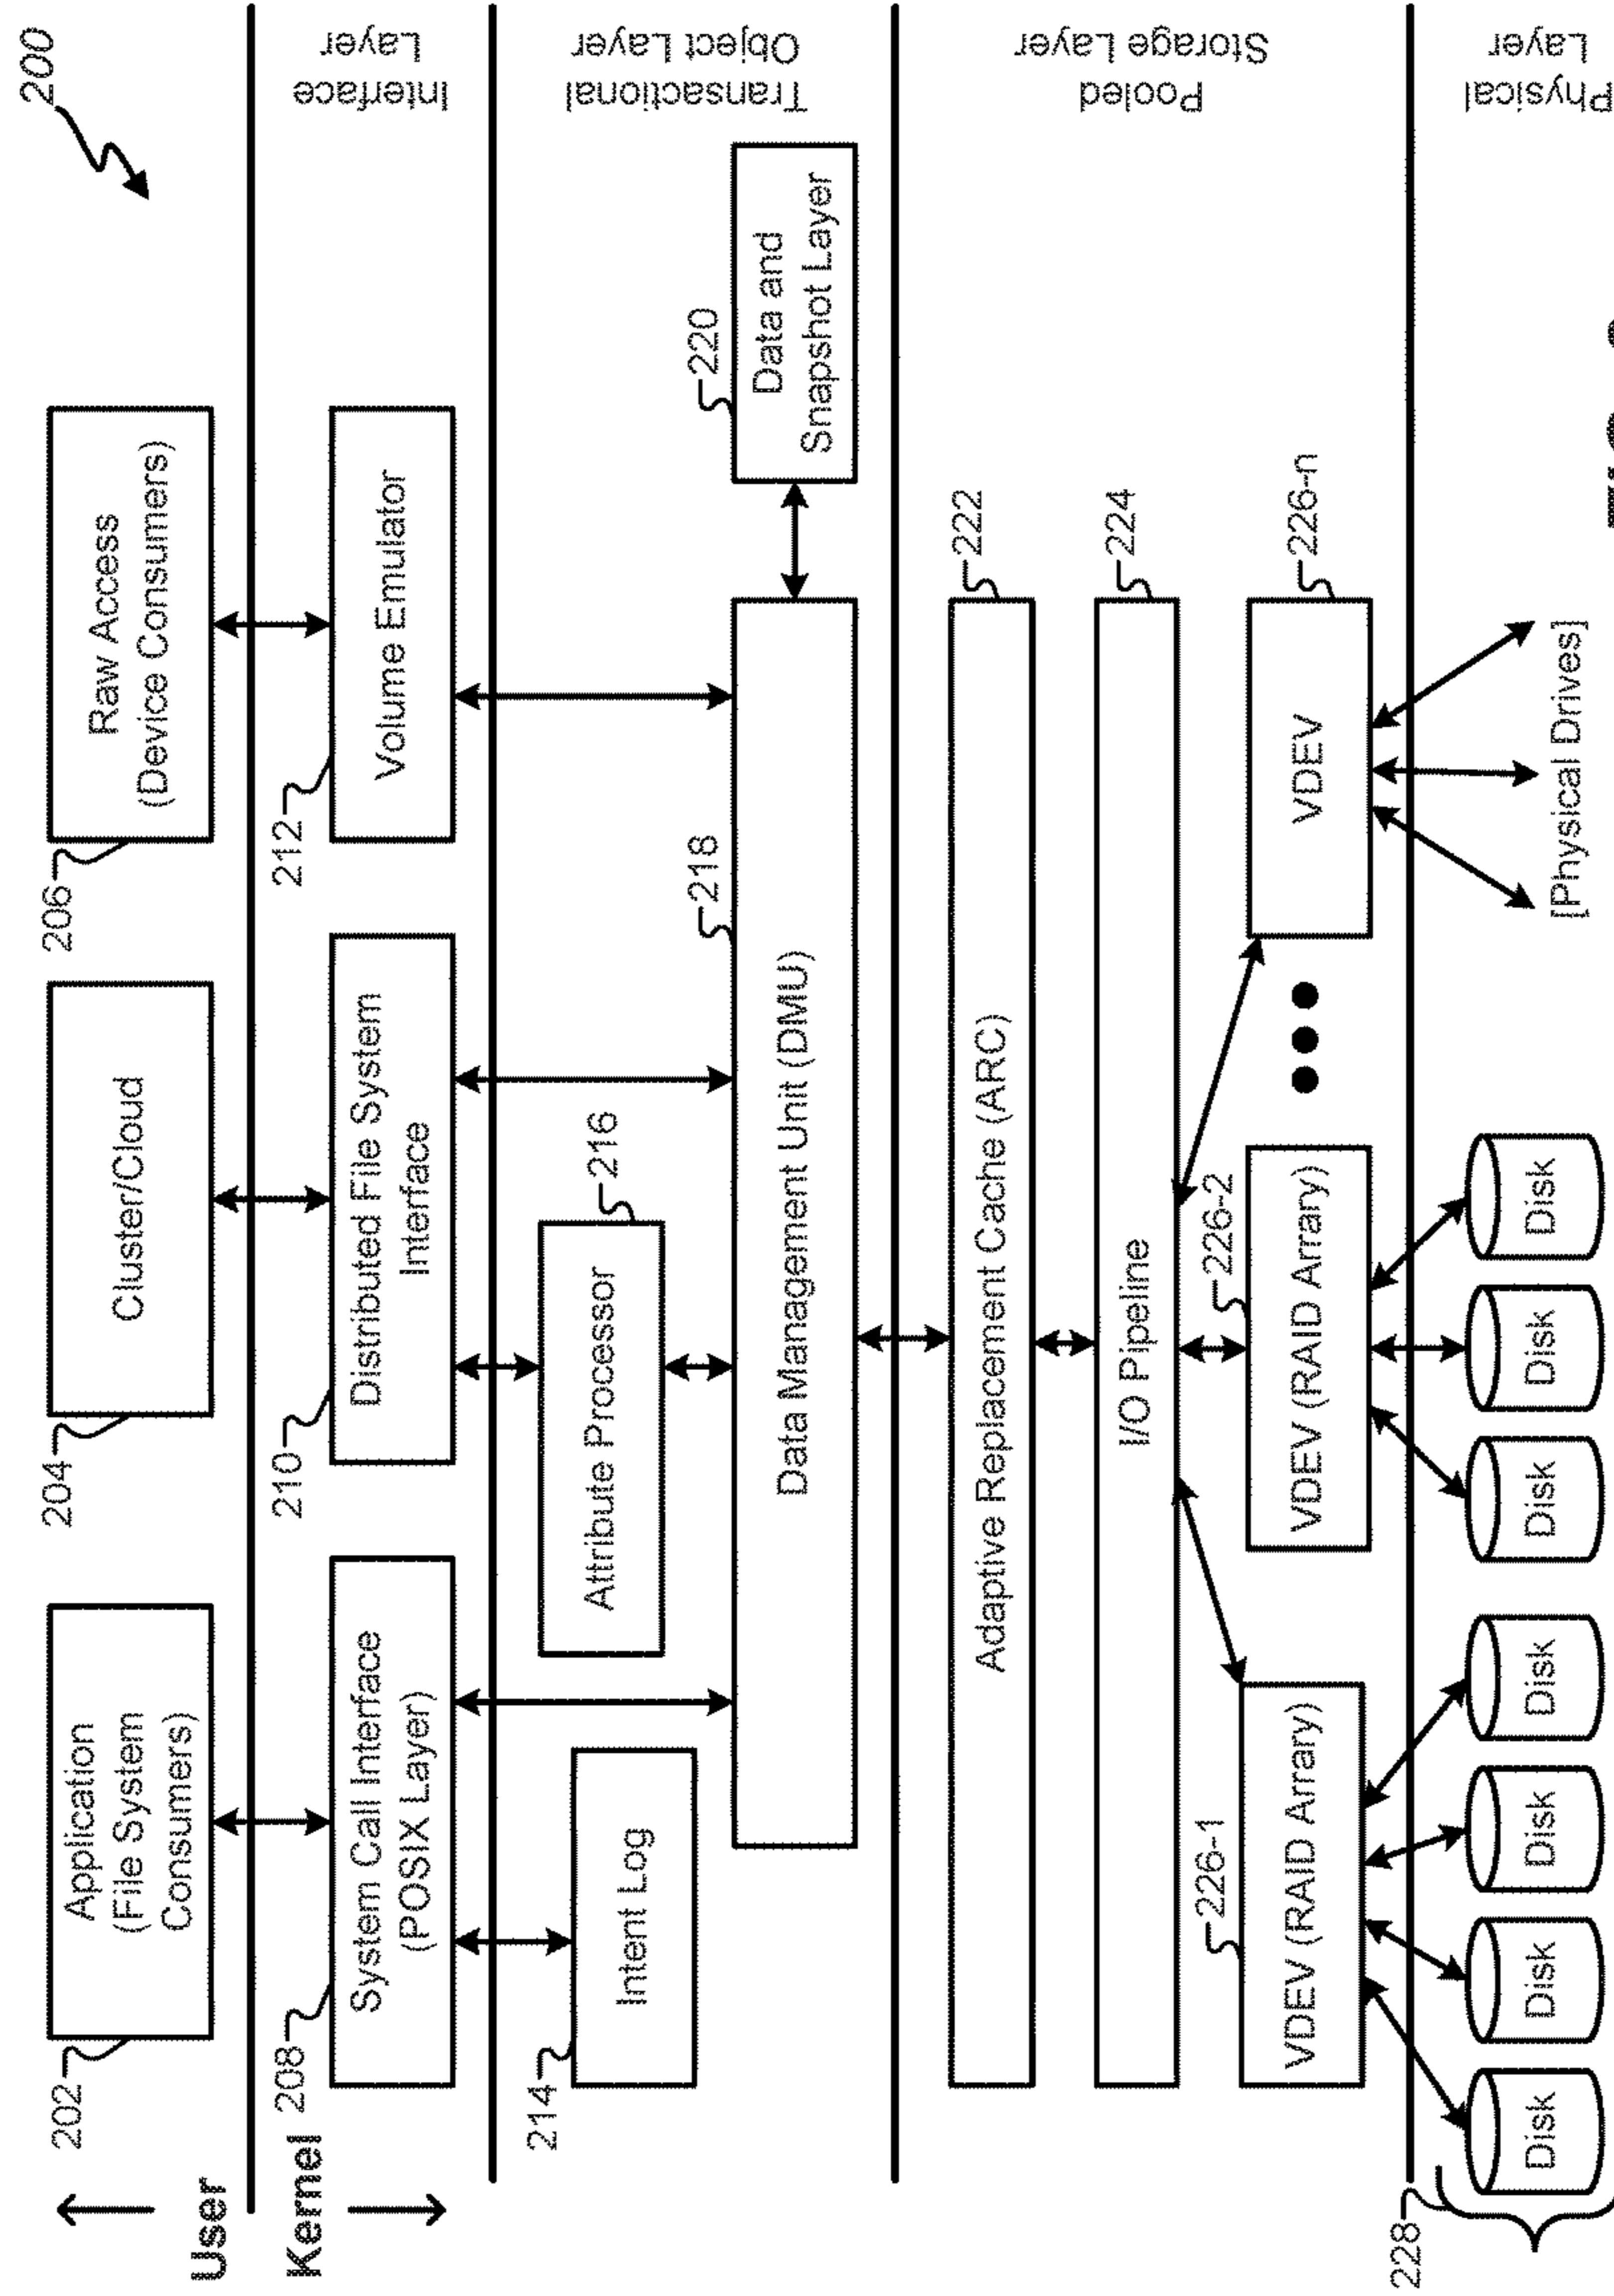 200
User
Kernel
Interface
Layer
Transactional
Object Layer
Pooled
Storage Layer
Physical
Layer
202
Application
(File System
Consumers)
204
Cluster/Cloud
206
Raw Access
(Device Consumers)
208
System Call Interface
(POSIX Layer)
210
Distributed File System
Interface
212
Volume Emulator
214
Intent Log
Attribute Processor
216
218
Data Management Unit (DMU)
220
Data and
Snapshot Layer
Adaptive Replacement Cache (ARC)
222
I/O Pipeline
224
226-1
VDEV (RAID Arrary)
226-2
VDEV (RAID Arrary)
VDEV
226-n
228
Disk
Disk
Disk
Disk
Disk
Disk
Disk
[Physical Drives]